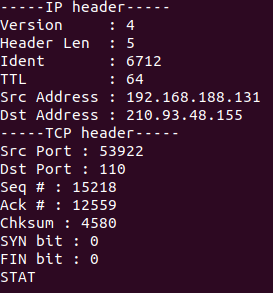 -----IP header-----
Version     : 4
Header Len  : 5
Ident       : 6712
TTL         : 64
Src Address : 192.168.188.131
Dst Address : 210.93.48.155
-----TCP header-----
Src Port : 53922
Dst Port : 110
Seq # : 15218
Ack # : 12559
Chksum : 4580
SYN bit : 0
FIN bit : 0
STAT